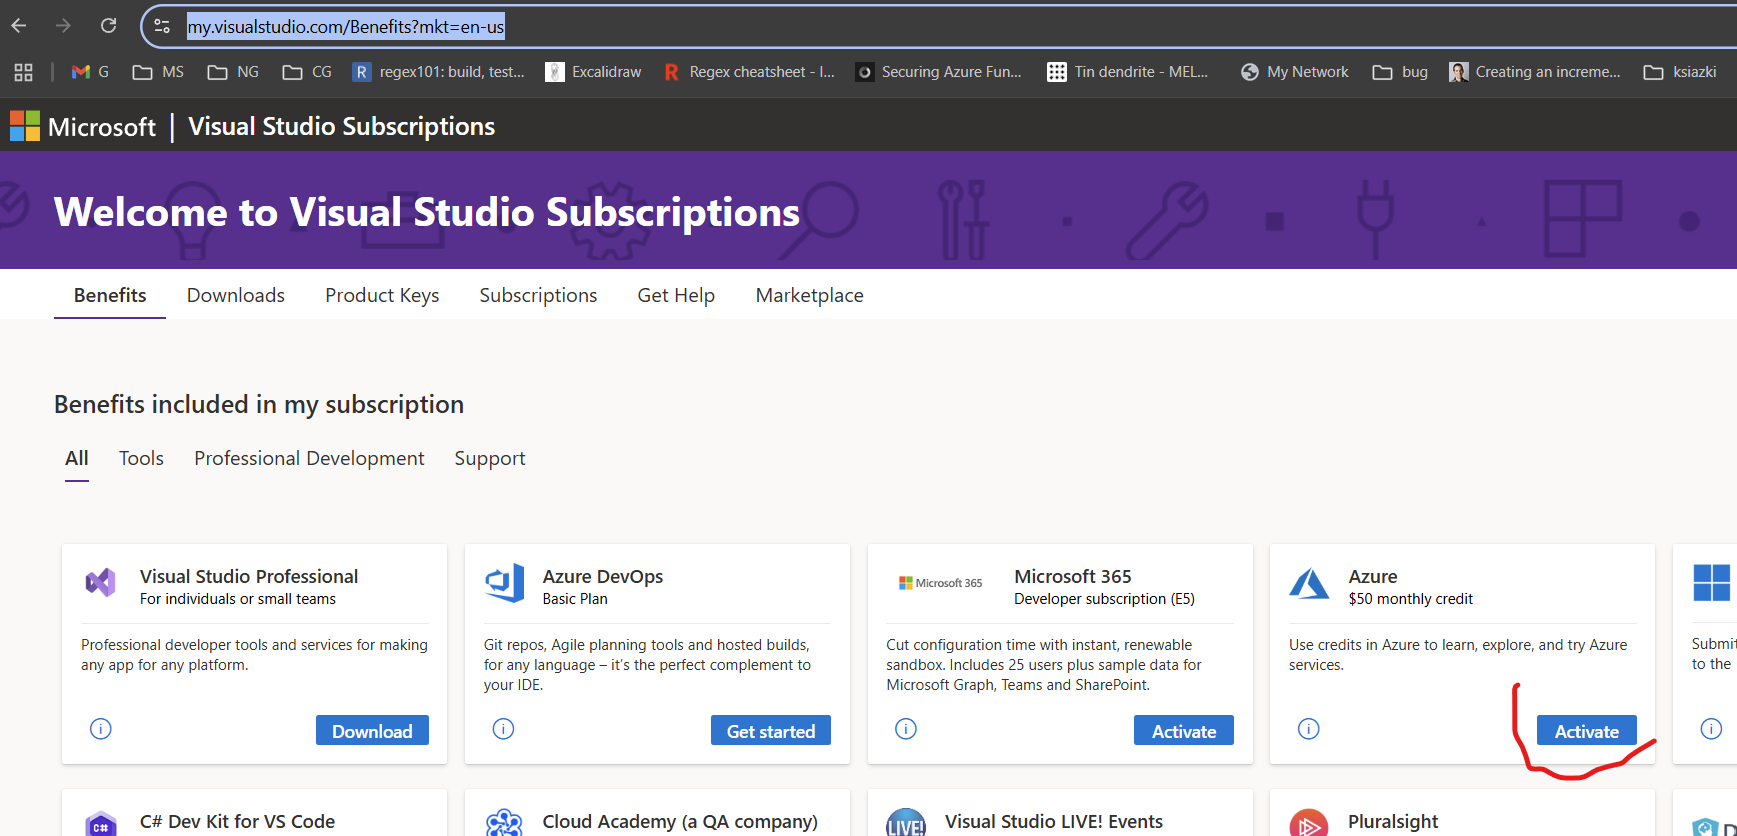 my.visualstudio.com/Benefits?mkt=en-us
G MS NG CG R regex101: build, test... Excalidraw R Regex cheatsheet - I... Securing Azure Fun... Tin dendrite - MEL... My Network bug Creating an increme... ksiazki
Microsoft | Visual Studio Subscriptions
Welcome to Visual Studio Subscriptions
Benefits Downloads Product Keys Subscriptions Get Help Marketplace
Benefits included in my subscription
All Tools Professional Development Support
Visual Studio Professional
For individuals or small teams
Professional developer tools and services for making
any app for any platform.
Download
Azure DevOps
Basic Plan
Git repos, Agile planning tools and hosted builds,
for any language – it's the perfect complement to
your IDE.
Get started
Microsoft 365
Microsoft 365
Developer subscription (E5)
Cut configuration time with instant, renewable
sandbox. Includes 25 users plus sample data for
Microsoft Graph, Teams and SharePoint.
Activate
Azure
$50 monthly credit
Use credits in Azure to learn, explore, and try Azure
services.
Activate
Submit
to the
C# C# Dev Kit for VS Code
Cloud Academy (a QA company)
LIVE! Visual Studio LIVE! Events
Pluralsight
D